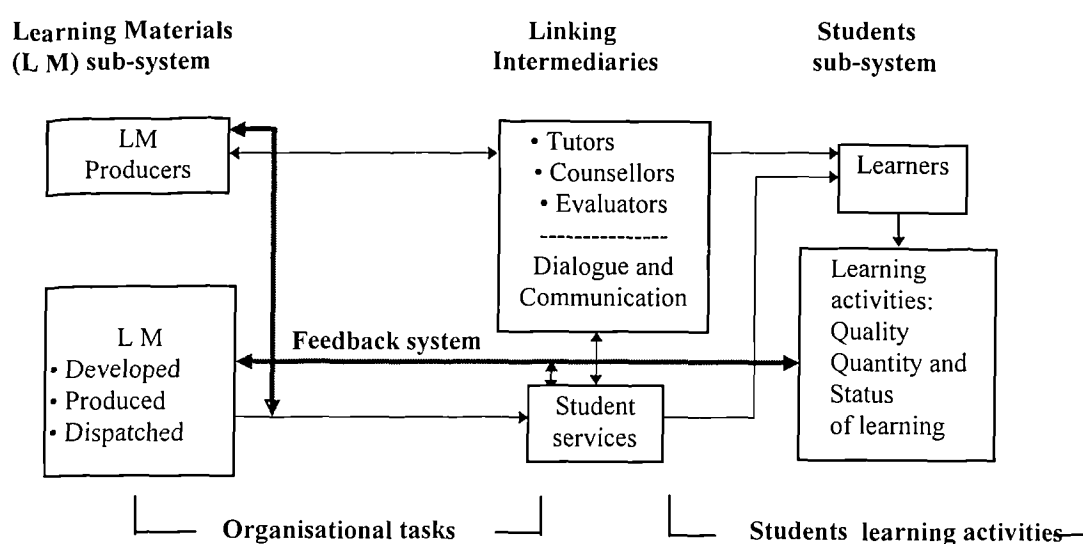 Learning Materials
(L M) sub-system
Linking
Intermediaries
Students
sub-system
LM
Producers
• Tutors
• Counsellors
• Evaluators
--------------
Dialogue and
Communication
Learners
L M
• Developed
• Produced
• Dispatched
Feedback system
Student
services
Learning
activities:
Quality
Quantity and
Status
of learning
Organisational tasks
Students learning activities